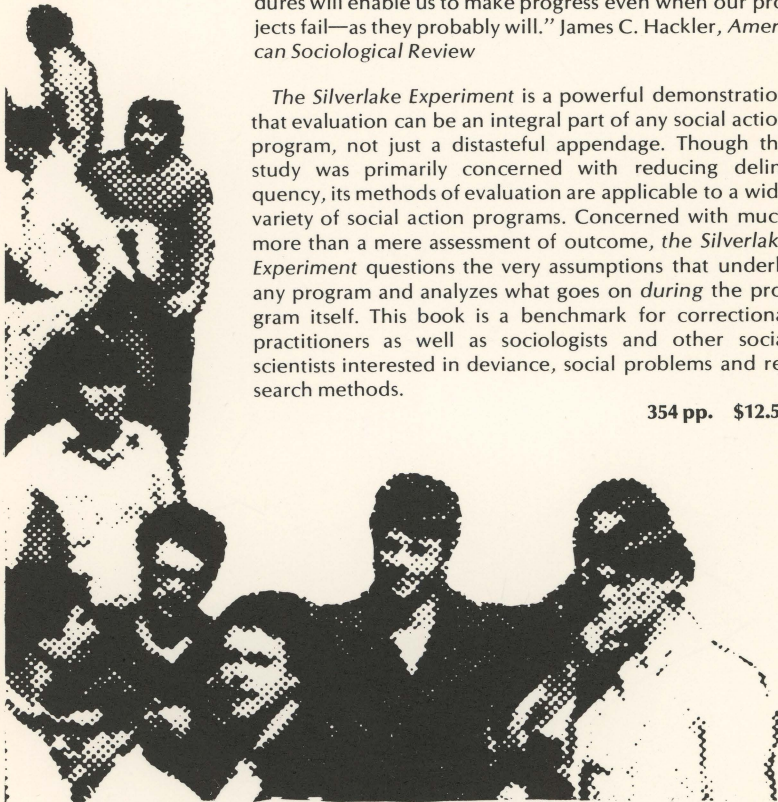 dures will enable us to make progress even when our pro
jects fail—as they probably will.” James C. Hackler, Amer
can Sociological Review
The Silverlake Experiment is a powerful demonstratio
that evaluation can be an integral part of any social actio
program, not just a distasteful appendage. Though th
study was primarily concerned with reducing delin
quency, its methods of evaluation are applicable to a wid
variety of social action programs. Concerned with muc
more than a mere assessment of outcome, the Silverlak
Experiment questions the very assumptions that underl
any program and analyzes what goes on during the pro
gram itself. This book is a benchmark for correctiona
practitioners as well as sociologists and other socia
scientists interested in deviance, social problems and re
search methods.
354 pp. $12.5